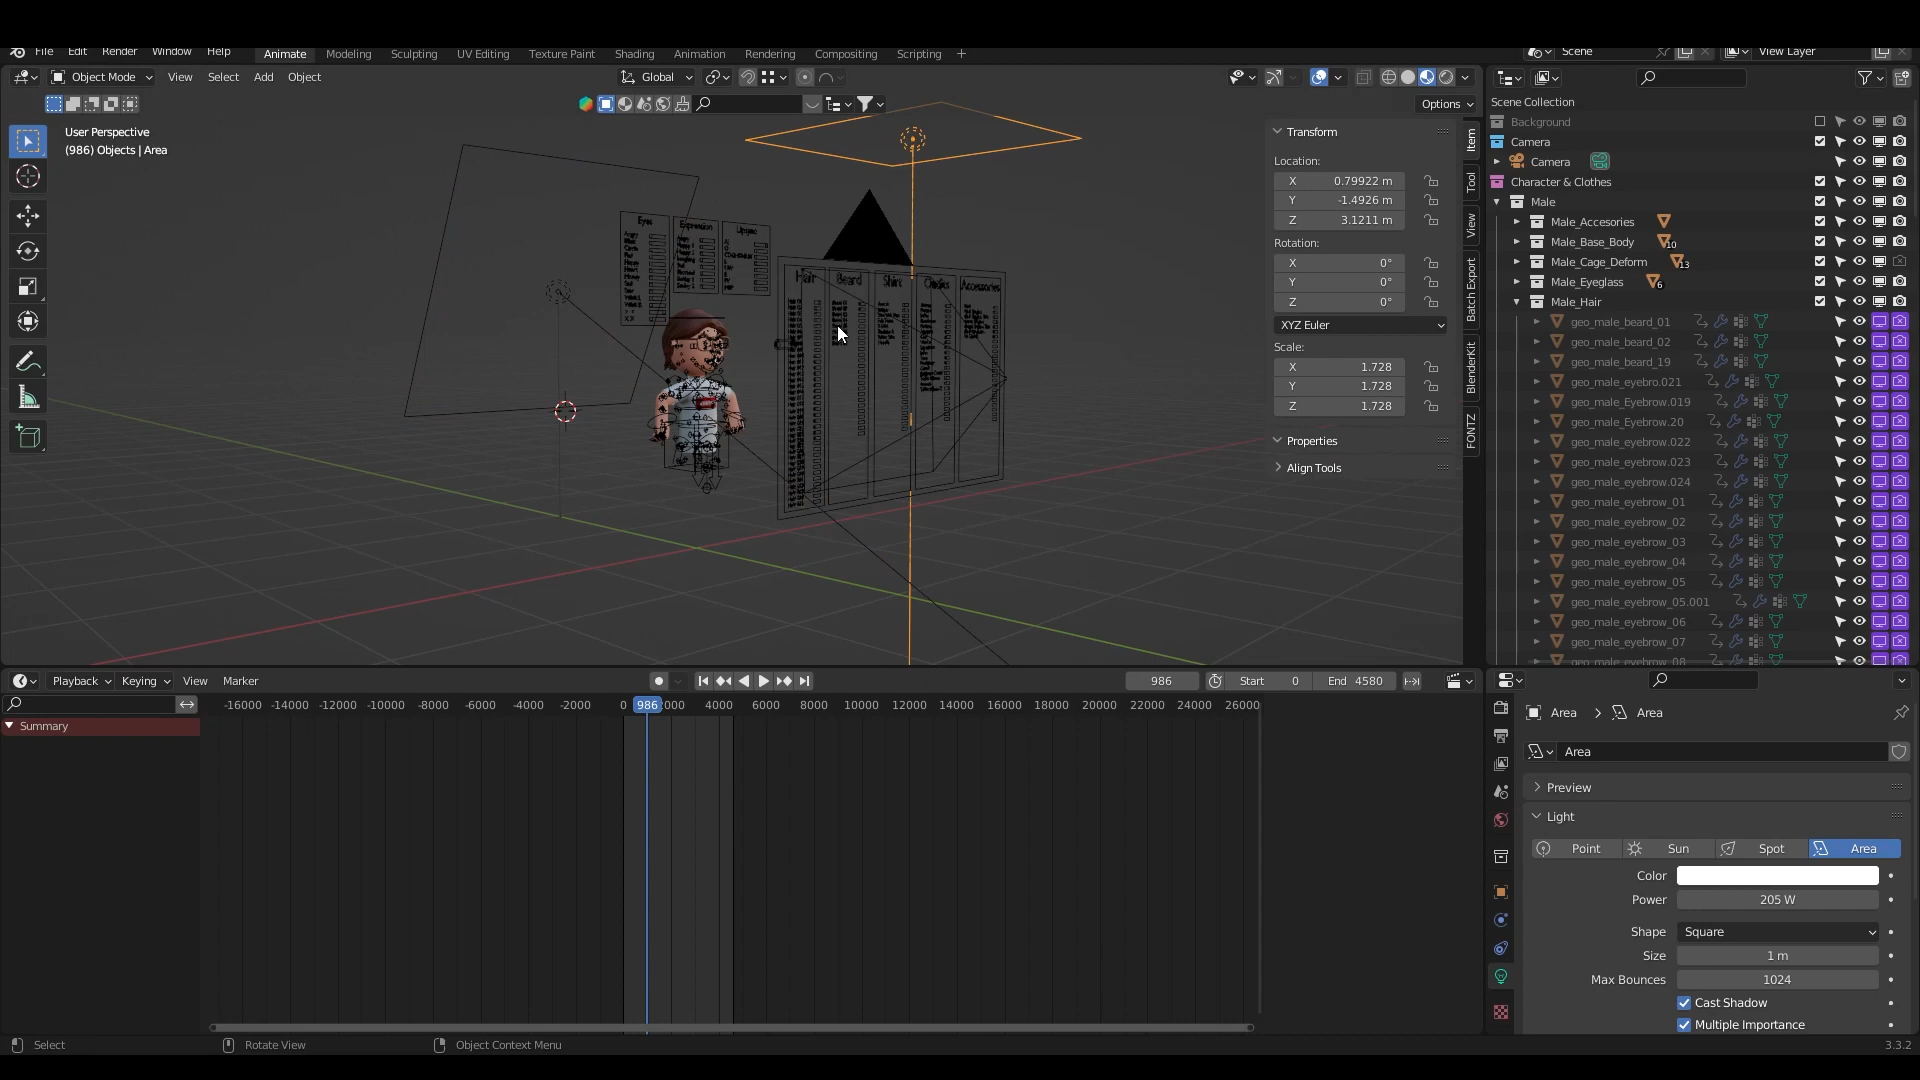 File Edit Render Window Help Animate Modeling Sculpting UV Editing Texture Paint Shading Animation Rendering Compositing Scripting + Scene View Layer
Object Mode View Select Add Object Global
Options
User Perspective
(986) Objects | Area
Transform
Location:
X 0.79922 m
Y -1.4926 m
Z 3.1211 m
Rotation:
X 0°
Y 0°
Z 0°
XYZ Euler
Scale:
X 1.728
Y 1.728
Z 1.728
Properties
Align Tools
Item
Tool
View
Batch Export
BlenderKit
FONTZ
Eyes Expression Lipsync
Hair Beard Shirt Clothes Accessories
Scene Collection
Background
Camera
Camera
Character & Clothes
Male
Male_Accesories
Male_Base_Body 10
Male_Cage_Deform 13
Male_Eyeglass 6
Male_Hair
geo_male_beard_01
geo_male_beard_02
geo_male_beard_19
geo_male_eyebro.021
geo_male_Eyebrow.019
geo_male_Eyebrow.20
geo_male_eyebrow.022
geo_male_eyebrow.023
geo_male_eyebrow.024
geo_male_eyebrow_01
geo_male_eyebrow_02
geo_male_eyebrow_03
geo_male_eyebrow_04
geo_male_eyebrow_05
geo_male_eyebrow_05.001
geo_male_eyebrow_06
geo_male_eyebrow_07
geo_male_eyebrow_08
Playback Keying View Marker 986 Start 0 End 4580
-16000 -14000 -12000 -10000 -8000 -6000 -4000 -2000 0 986 2000 4000 6000 8000 10000 12000 14000 16000 18000 20000 22000 24000 26000
Summary
Area > Area
Area
Preview
Light
Point Sun Spot Area
Color
Power 205 W
Shape Square
Size 1 m
Max Bounces 1024
Cast Shadow
Multiple Importance
Select Rotate View Object Context Menu 3.3.2